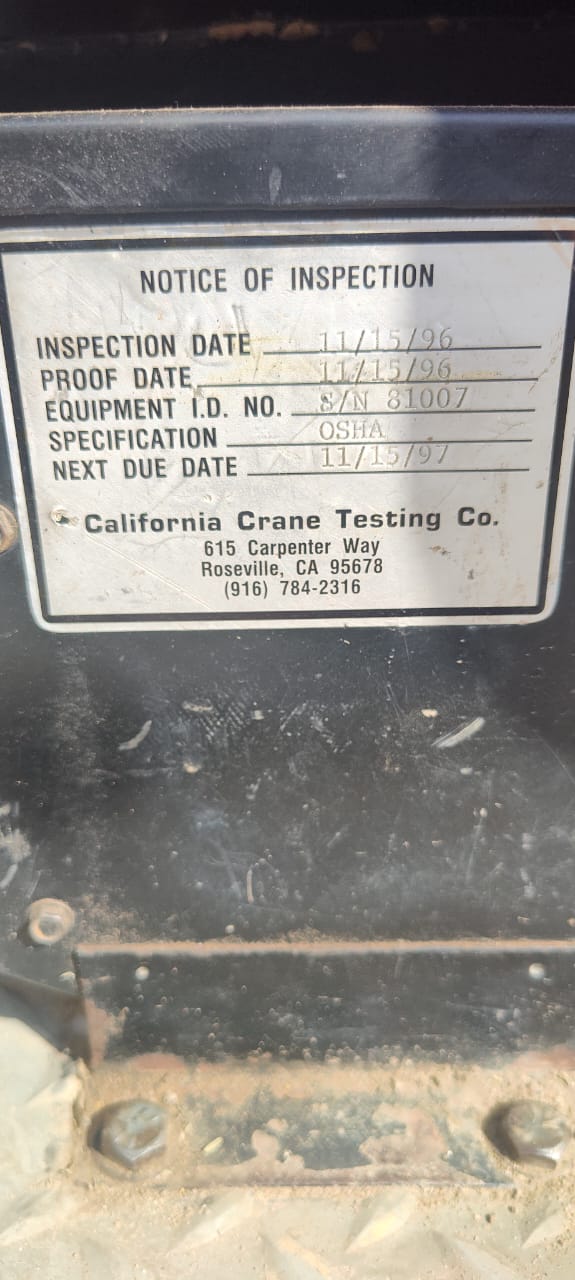 NOTICE OF INSPECTION
INSPECTION DATE 11/15/96
PROOF DATE 11/15/96
EQUIPMENT I.D. NO. S/N 81007
SPECIFICATION OSHA
NEXT DUE DATE 11/15/97
California Crane Testing Co.
615 Carpenter Way
Roseville, CA 95678
(916) 784-2316